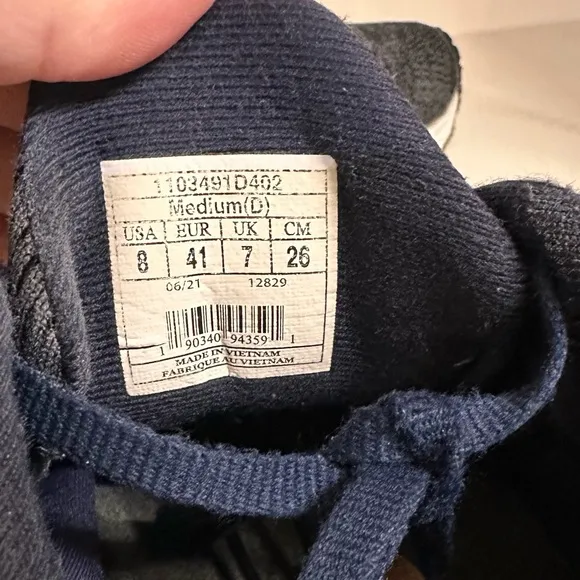 1103491D402
Medium(D)
USA EUR UK CM
8 41 7 26
06/21 12829
1 90340 94359 1
MADE IN VIETNAM
FABRIQUE AU VIETNAM